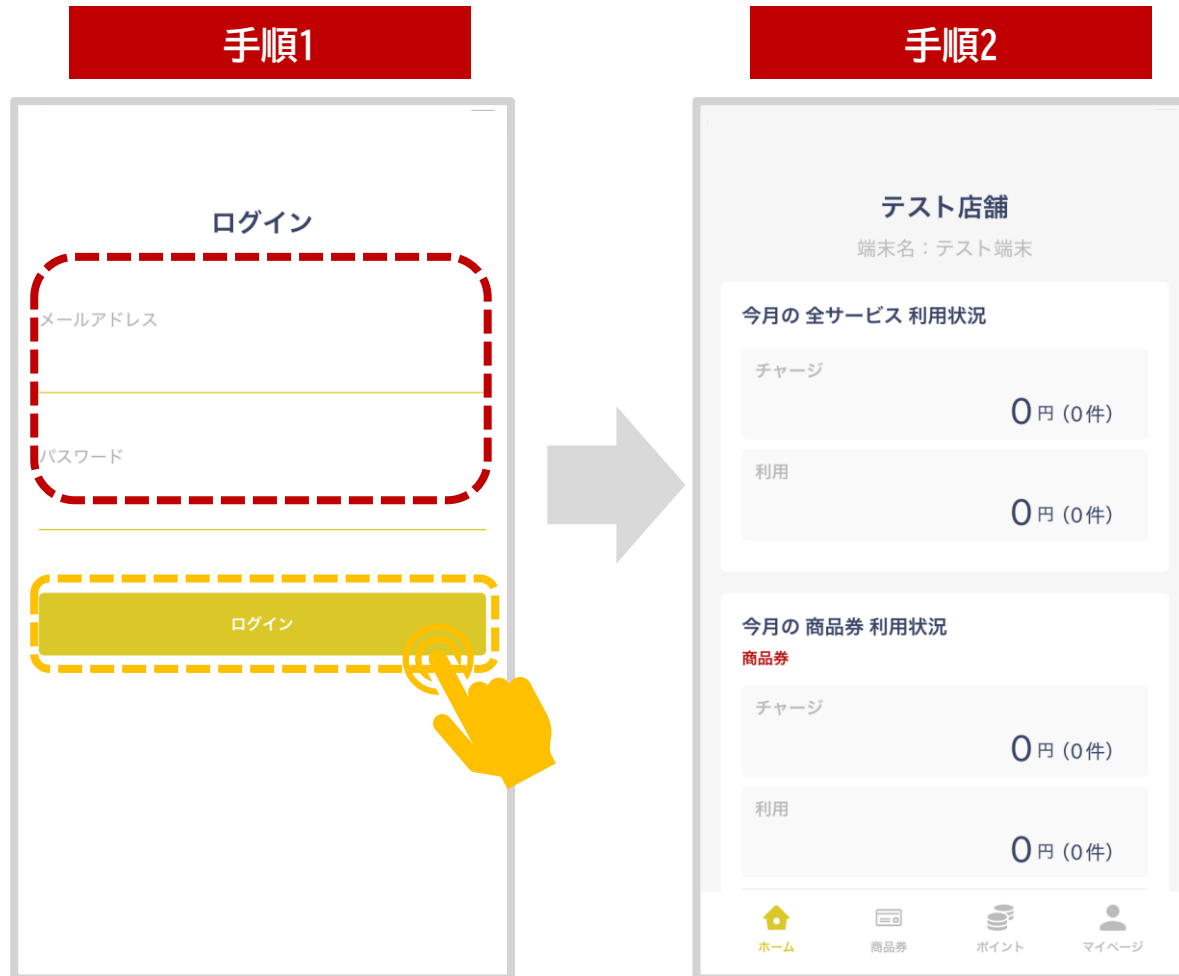 手順1
ログイン
メールアドレス
パスワード
ログイン
手順2
テスト店舗
端末名：テスト端末
今月の 全サービス 利用状況
チャージ
0 円 (0件)
利用
0 円 (0件)
今月の 商品券 利用状況
商品券
チャージ
0 円 (0件)
利用
0 円 (0件)
ホーム
商品券
ポイント
マイページ